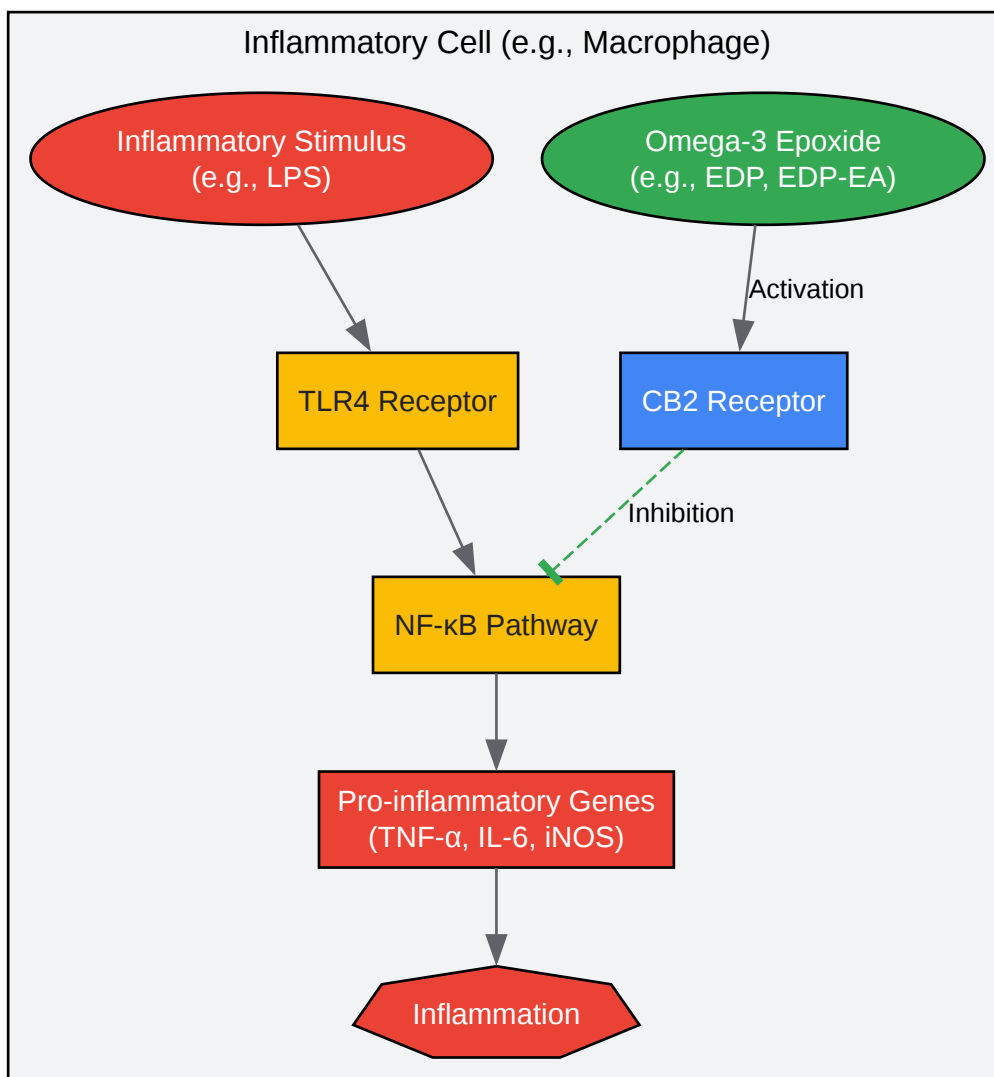 Inflammatory Cell (e.g., Macrophage)
Inflammatory Stimulus
(e.g., LPS)
Omega-3 Epoxide
(e.g., EDP, EDP-EA)
Activation
TLR4 Receptor
CB2 Receptor
Inhibition
NF-κB Pathway
Pro-inflammatory Genes
(TNF-α, IL-6, iNOS)
Inflammation